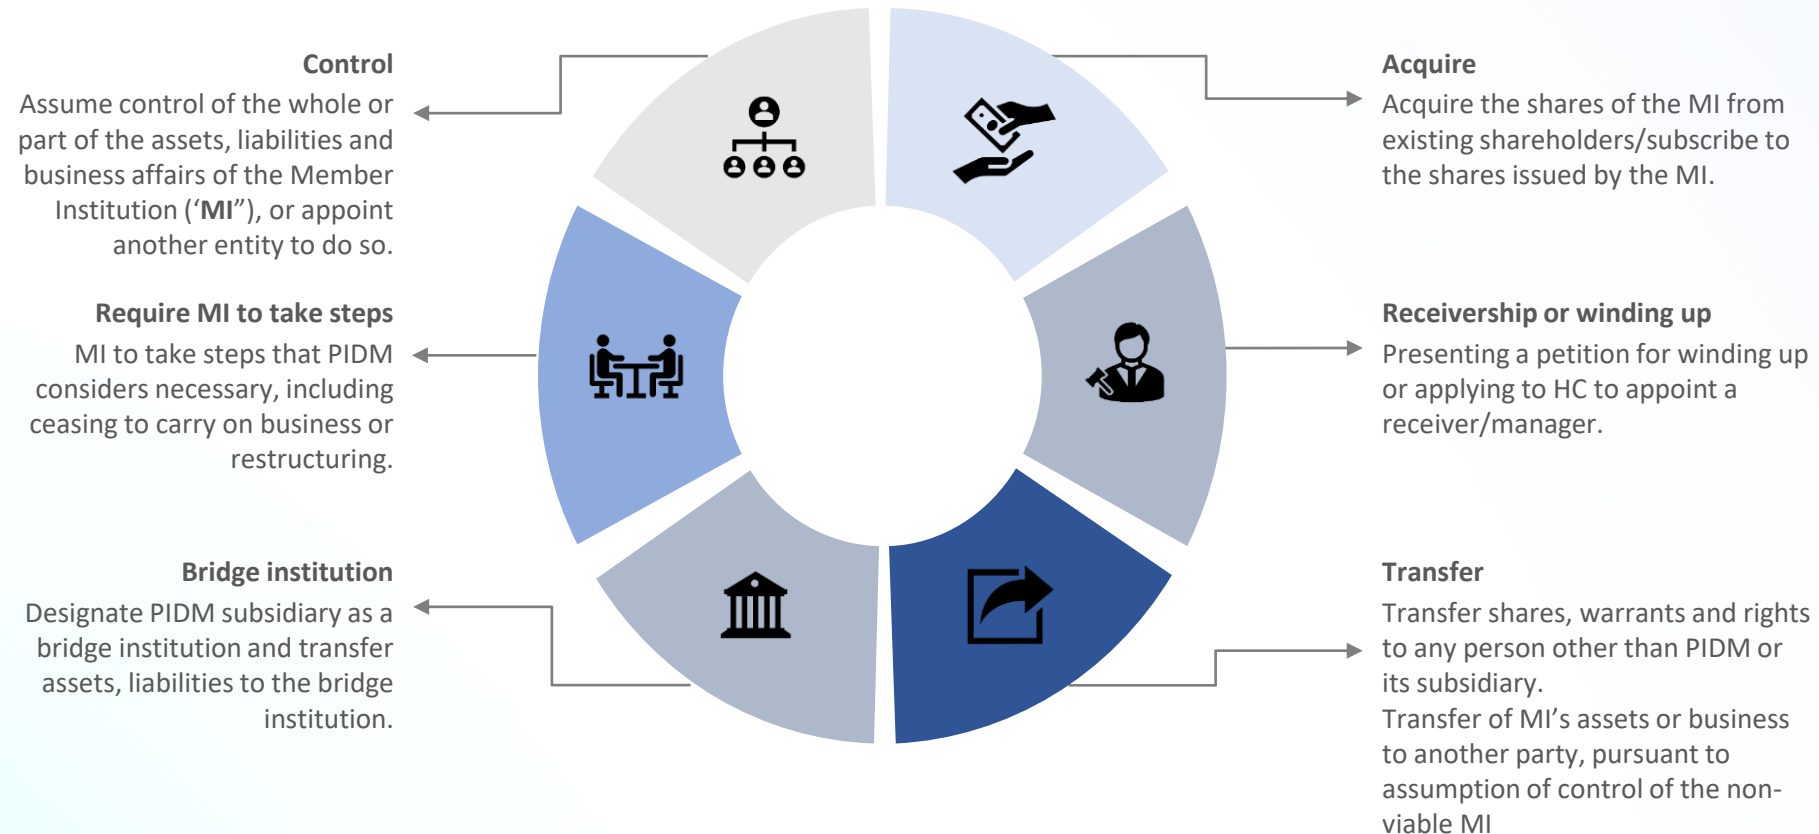 Control
Assume control of the whole or
part of the assets, liabilities and
business affairs of the Member
Institution (‘MI”), or appoint
another entity to do so.
Require MI to take steps
MI to take steps that PIDM
considers necessary, including
ceasing to carry on business or
restructuring.
Bridge institution
Designate PIDM subsidiary as a
bridge institution and transfer
assets, liabilities to the bridge
institution.
Acquire
Acquire the shares of the MI from
existing shareholders/subscribe to
the shares issued by the MI.
Receivership or winding up
Presenting a petition for winding up
or applying to HC to appoint a
receiver/manager.
Transfer
Transfer shares, warrants and rights
to any person other than PIDM or
its subsidiary.
Transfer of MI’s assets or business
to another party, pursuant to
assumption of control of the non-
viable MI